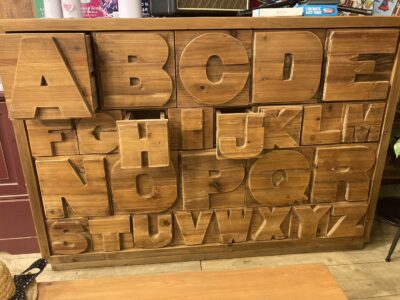 A B C D E
F G H I J K L M
N O P Q R
S T U V W X Y Z